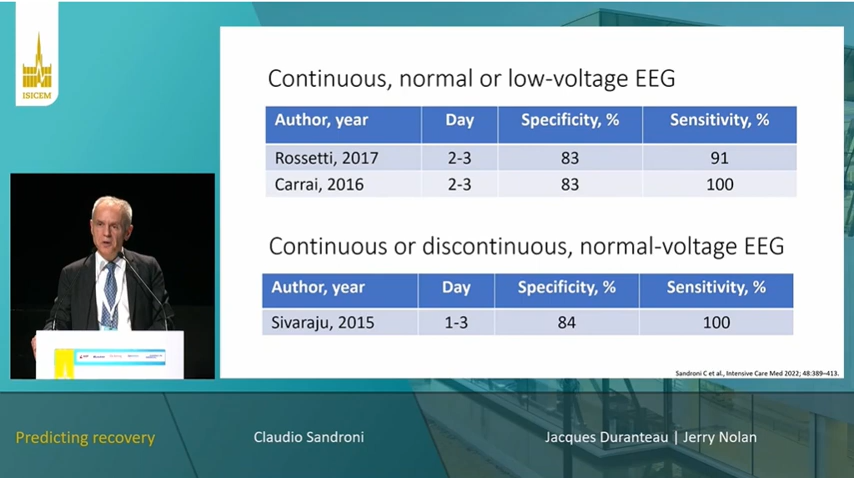 ISICEM
Continuous, normal or low-voltage EEG
Author, year Day Specificity, % Sensitivity, %
Rossetti, 2017 2-3 83 91
Carrai, 2016 2-3 83 100
Continuous or discontinuous, normal-voltage EEG
Author, year Day Specificity, % Sensitivity, %
Sivaraju, 2015 1-3 84 100
Sandroni C et al., Intensive Care Med 2022; 48:389–413.
Predicting recovery Claudio Sandroni Jacques Duranteau | Jerry Nolan